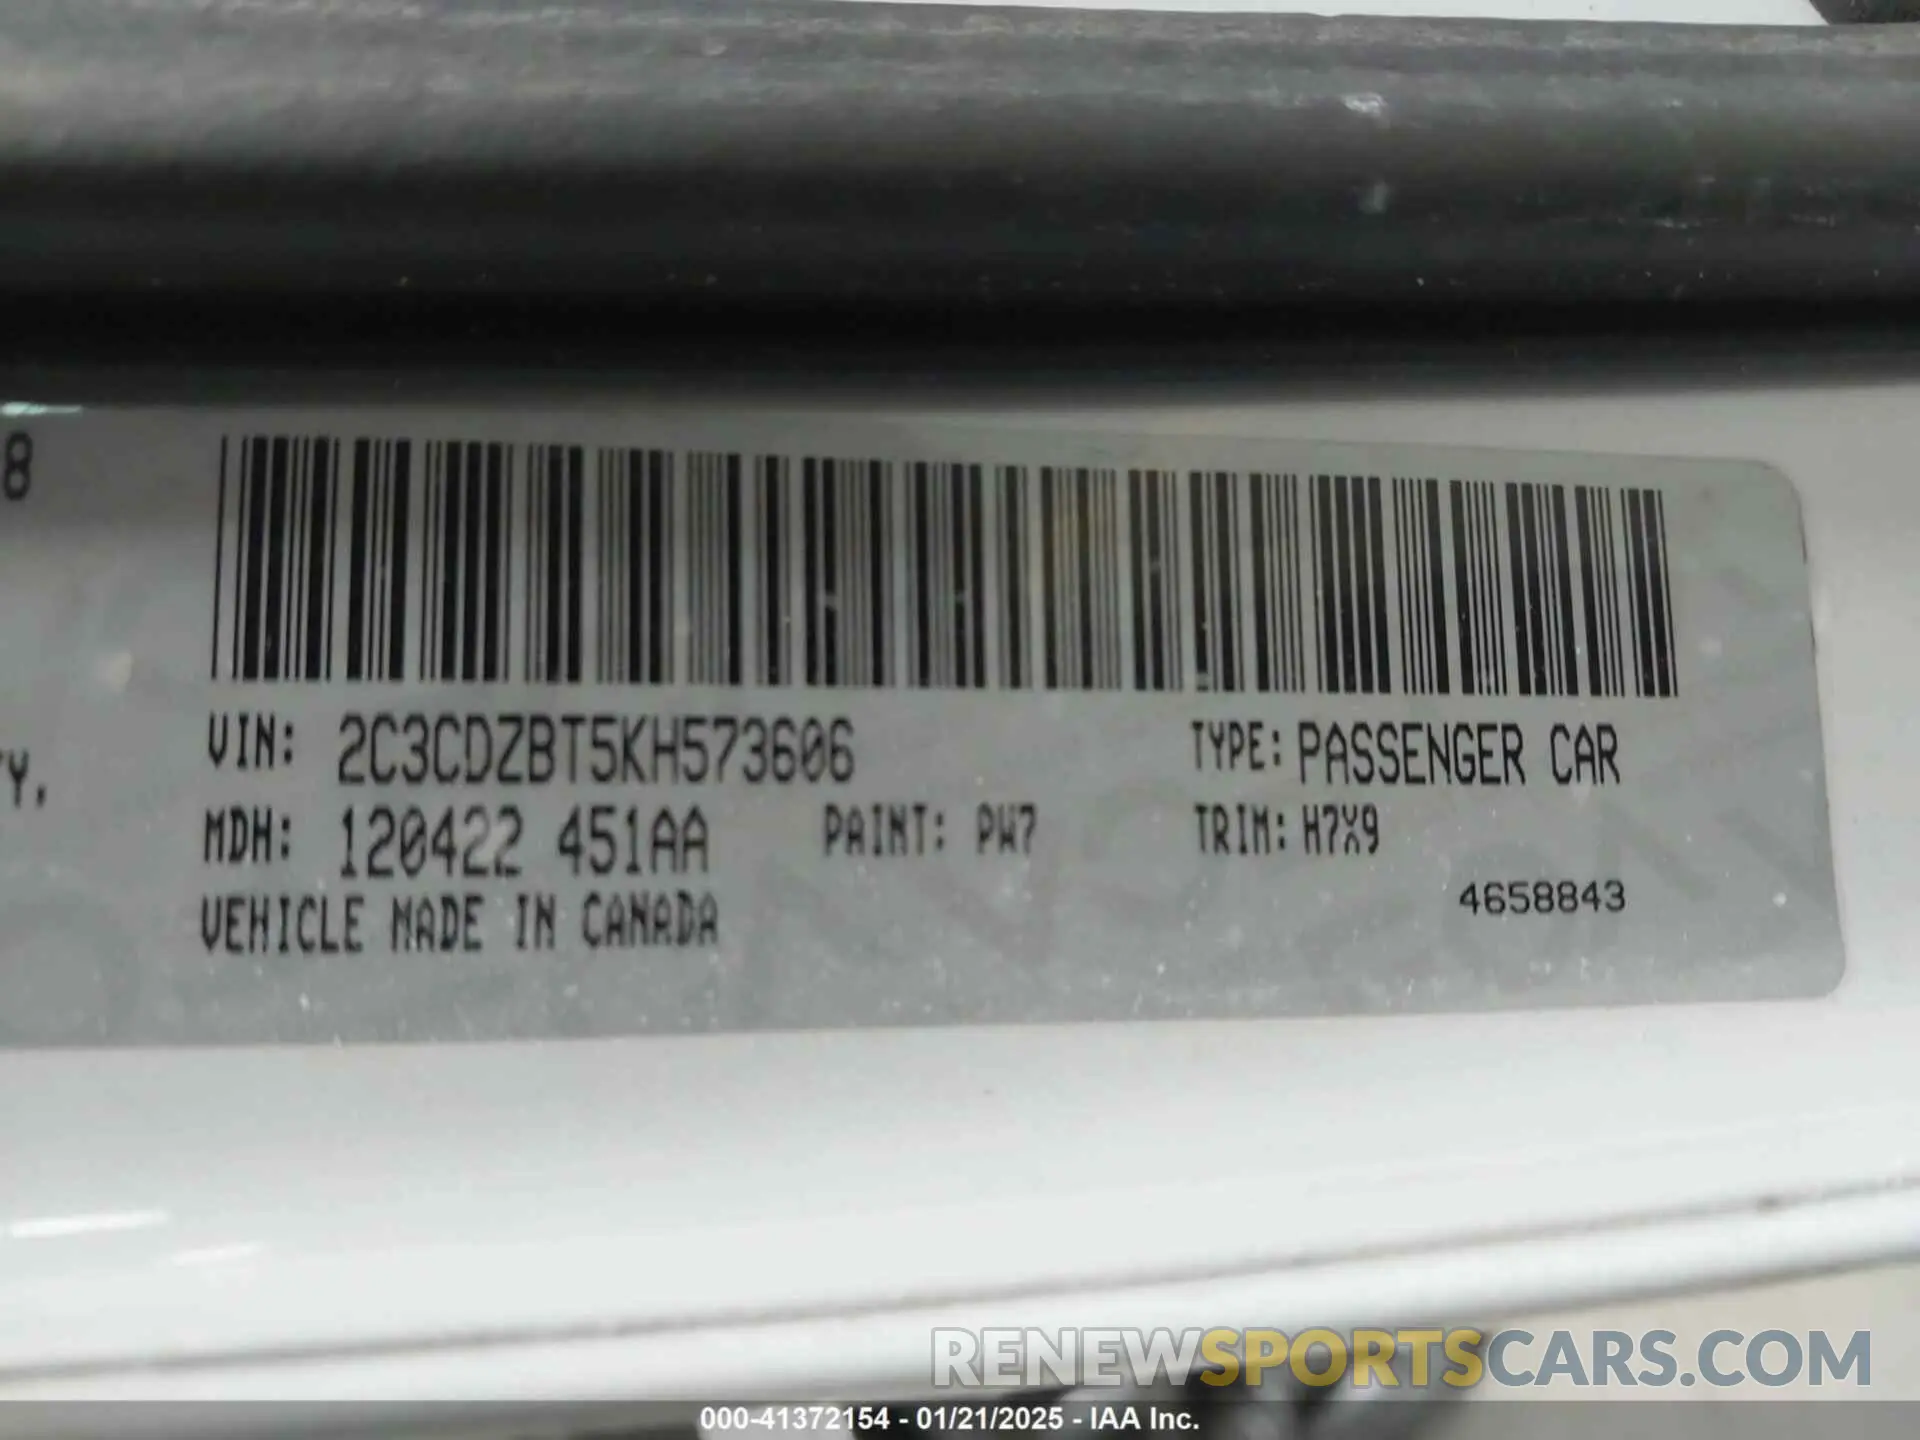 8
Y,
VIN: 2C3CDZBT5KH573606 TYPE: PASSENGER CAR
MDH: 120422 451AA PAINT: PW7 TRIM: H7X9
4658843
VEHICLE MADE IN CANADA
RENEWSPORTSCARS.COM
000-41372154 - 01/21/2025 - IAA Inc.